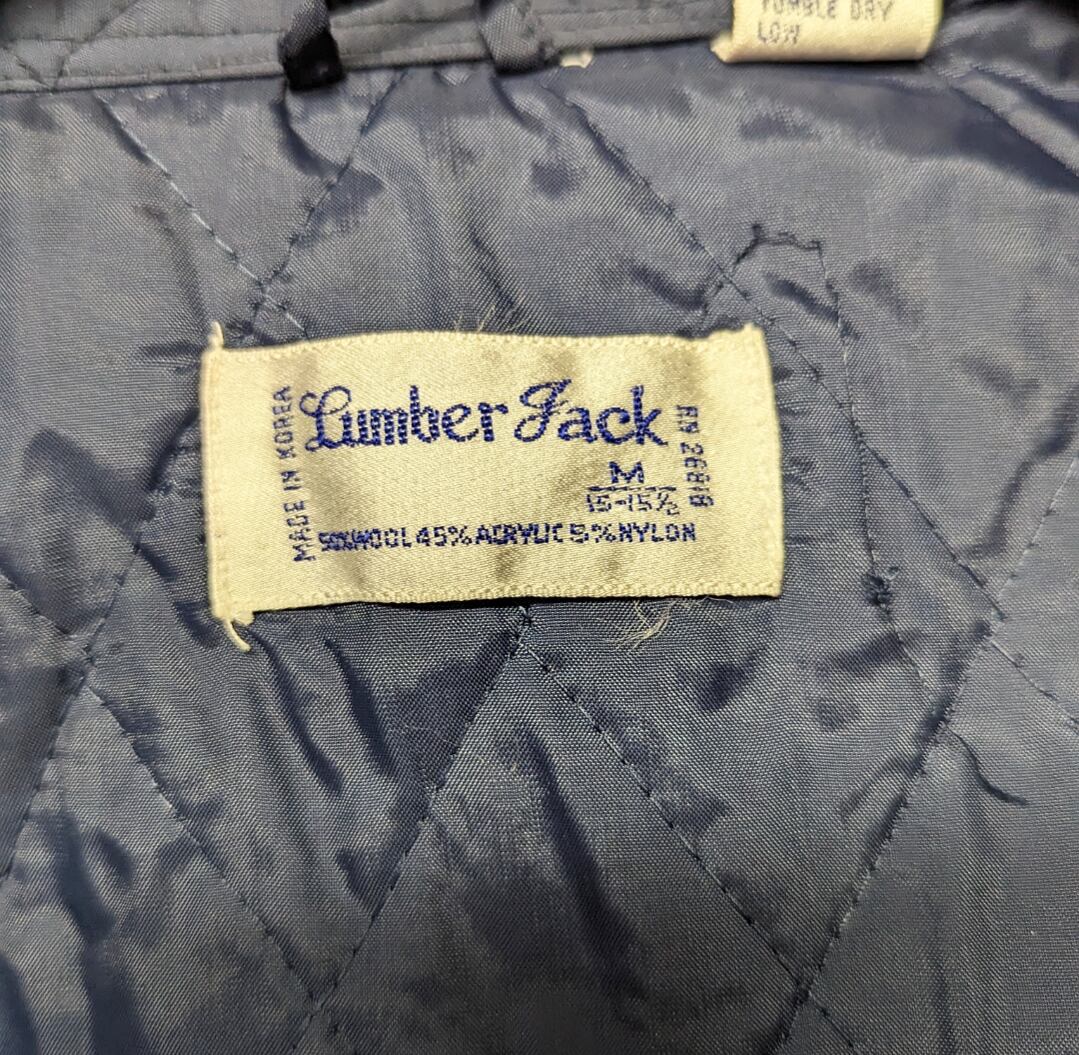 TUMBLE DRY
LOW
MADE IN KOREA
Lumber Jack
RN 26818
M
15-15½
50%WOOL 45% ACRYLIC 5% NYLON